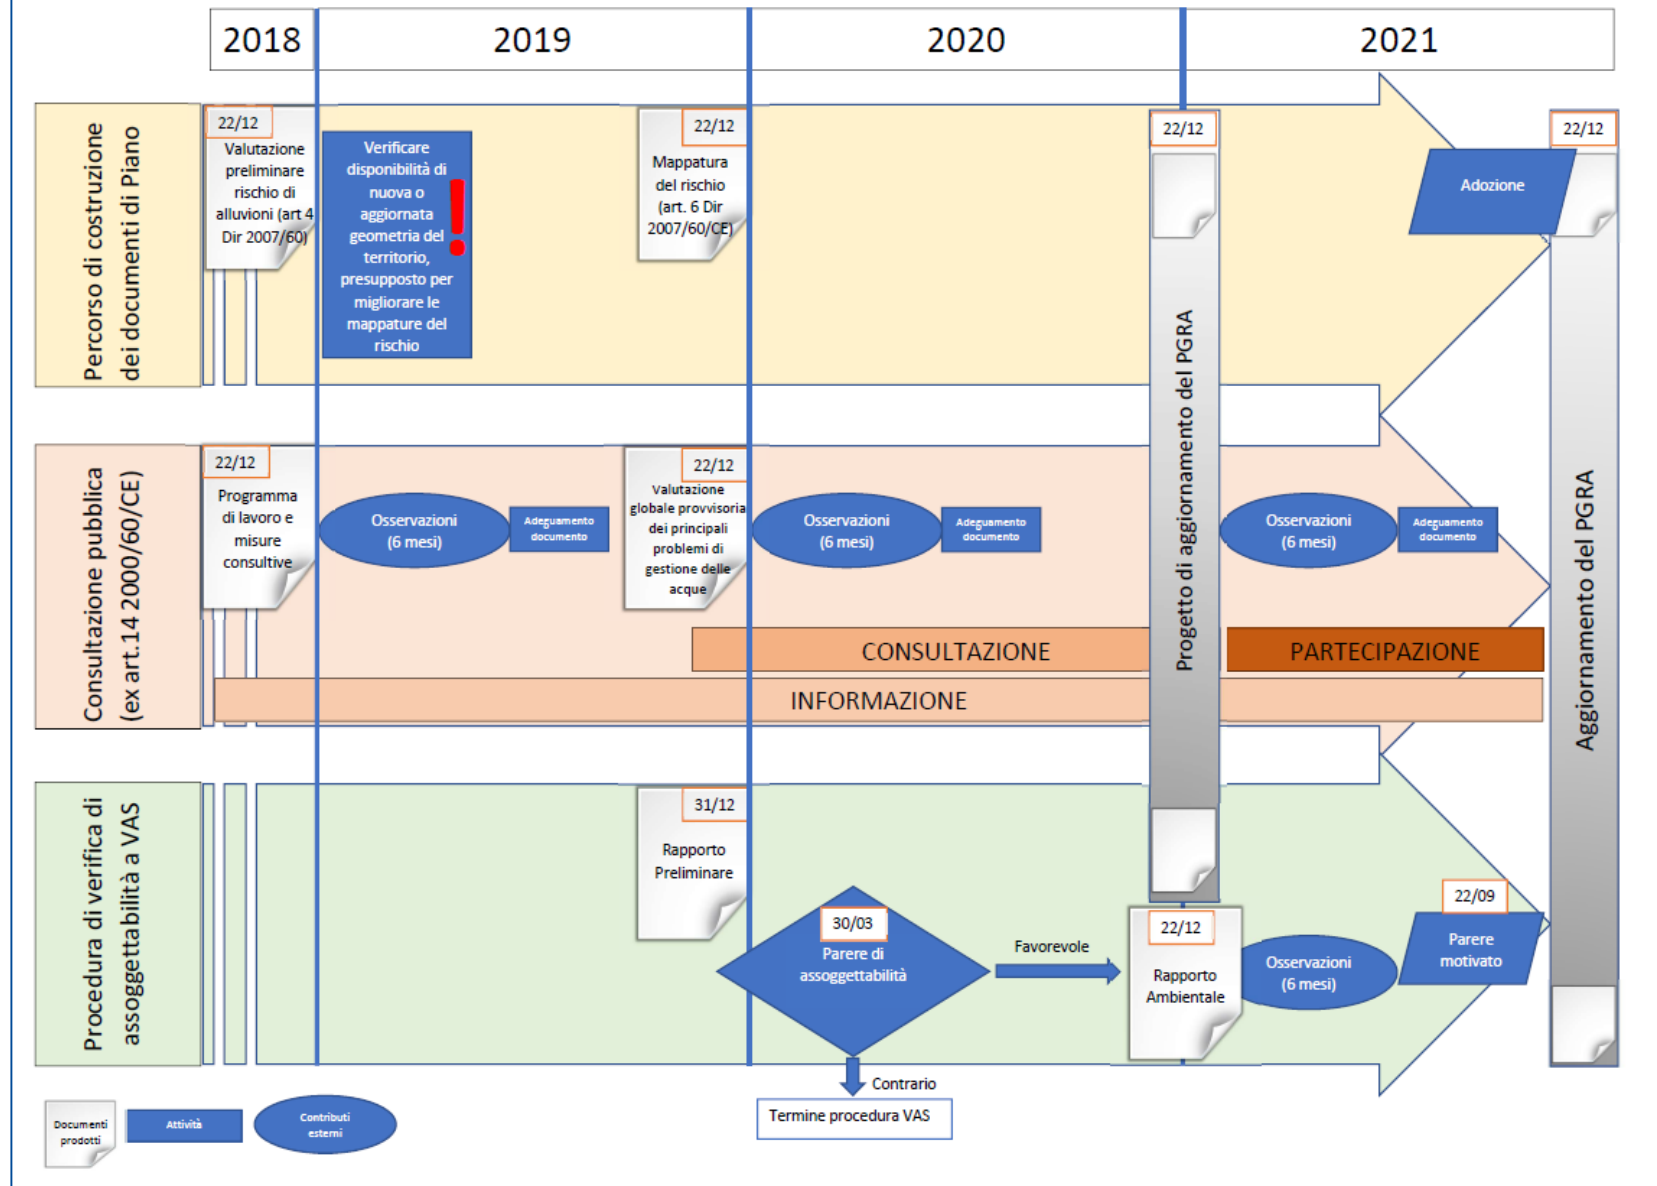 2018
2019
2020
2021
Percorso di costruzione
dei documenti di Piano
22/12
Valutazione
preliminare
rischio di
alluvioni (art 4
Dir 2007/60)
Verificare
disponibilità di
nuova o
aggiornata
geometria del
territorio,
presupposto per
migliorare le
mappature del
rischio
!
22/12
Mappatura
del rischio
(art. 6 Dir
2007/60/CE)
22/12
Progetto di aggiornamento del PGRA
Adozione
22/12
Aggiornamento del PGRA
Consultazione pubblica
(ex art.14 2000/60/CE)
22/12
Programma
di lavoro e
misure
consultive
Osservazioni
(6 mesi)
Adeguamento
documento
22/12
Valutazione
globale provvisoria
dei principali
problemi di
gestione delle
acque
Osservazioni
(6 mesi)
Adeguamento
documento
Osservazioni
(6 mesi)
Adeguamento
documento
CONSULTAZIONE
PARTECIPAZIONE
INFORMAZIONE
Procedura di verifica di
assoggettabilità a VAS
31/12
Rapporto
Preliminare
30/03
Parere di
assoggettabilità
Favorevole
22/12
Rapporto
Ambientale
Osservazioni
(6 mesi)
22/09
Parere
motivato
Contrario
Termine procedura VAS
Documenti
prodotti
Attività
Contributi
esterni